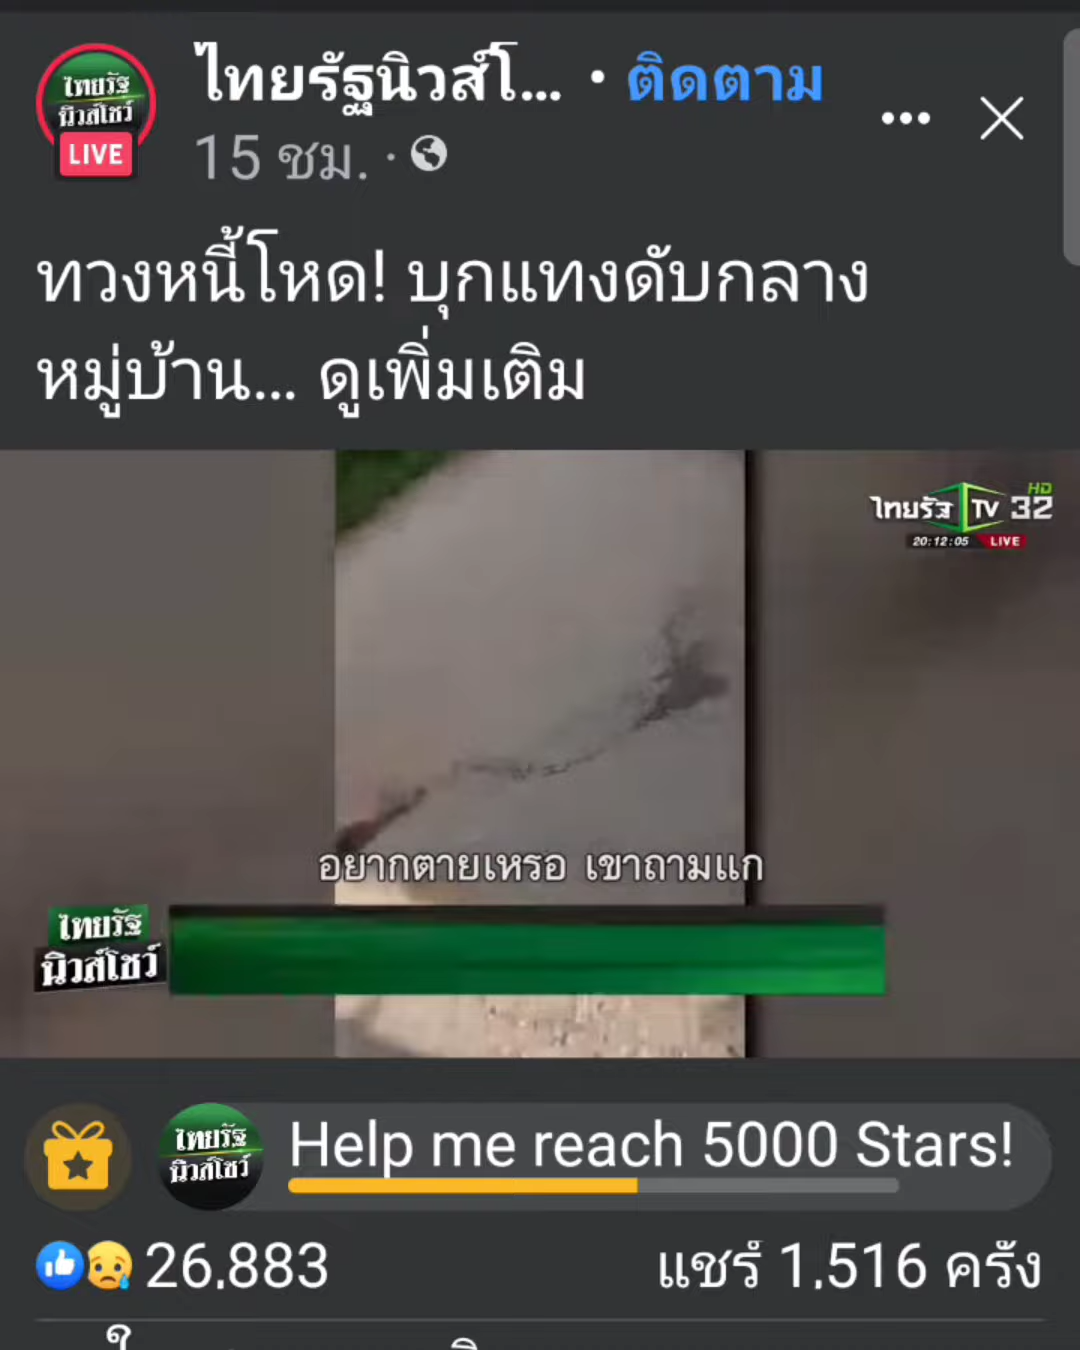 ไทยรัฐ
นิวส์โชว์
LIVE
ไทยรัฐนิวส์โ... · ติดตาม
15 ชม. ·
ทวงหนี้โหด! บุกแทงดับกลาง
หมู่บ้าน... ดูเพิ่มเติม
ไทยรัฐ TV 32 HD
20:12:05 LIVE
อยากตายเหรอ เขาถามแก
ไทยรัฐ
นิวส์โชว์
ไทยรัฐ
นิวส์โชว์
Help me reach 5000 Stars!
26,883
แชร์ 1,516 ครั้ง